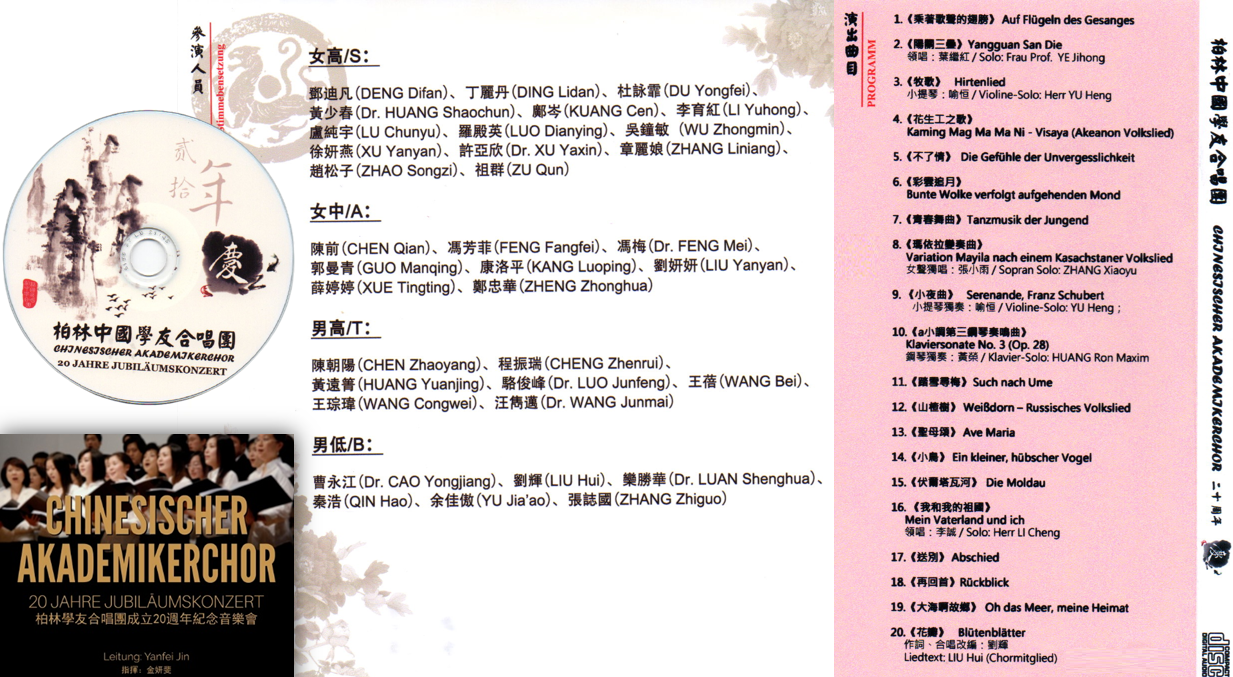 參演人員
stimmebensetzung
女高/S：
鄧迪凡(DENG Difan)、丁麗丹(DING Lidan)、杜詠霏(DU Yongfei)、
黃少春(Dr. HUANG Shaochun)、鄺岑(KUANG Cen)、李育紅(LI Yuhong)、
盧純宇(LU Chunyu)、羅殿英(LUO Dianying)、吳鐘敏 (WU Zhongmin)、
徐妍燕(XU Yanyan)、許亞欣(Dr. XU Yaxin)、章麗娘(ZHANG Liniang)、
趙松子(ZHAO Songzi)、祖群(ZU Qun)
女中/A：
陳前(CHEN Qian)、馮芳菲(FENG Fangfei)、馮梅(Dr. FENG Mei)、
郭曼青(GUO Manqing)、康洛平(KANG Luoping)、劉妍妍(LIU Yanyan)、
薛婷婷(XUE Tingting)、鄭忠華(ZHENG Zhonghua)
男高/T：
陳朝陽(CHEN Zhaoyang)、程振瑞(CHENG Zhenrui)、
黃遠箐(HUANG Yuanjing)、駱俊峰(Dr. LUO Junfeng)、王蓓(WANG Bei)、
王琮瑋(WANG Congwei)、汪雋邁(Dr. WANG Junmai)
男低/B：
曹永江(Dr. CAO Yongjiang)、劉輝(LIU Hui)、欒勝華(Dr. LUAN Shenghua)、
秦浩(QIN Hao)、余佳傲(YU Jia'ao)、張誌國(ZHANG Zhiguo)
貳拾年
慶
柏林中國學友合唱團
CHINESISCHER AKADEMIKERCHOR
20 JAHRE JUBILÄUMSKONZERT
CHINESISCHER
AKADEMIKERCHOR
20 JAHRE JUBILÄUMSKONZERT
柏林學友合唱團成立20週年紀念音樂會
Leitung: Yanfei Jin
指揮：金妍斐
演出曲目
PROGRAMM
1.《乘著歌聲的翅膀》 Auf Flügeln des Gesanges
2.《陽關三疊》Yangguan San Die
領唱：葉繼紅 / Solo: Frau Prof. YE Jihong
3.《牧歌》 Hirtenlied
小提琴：喻恒 / Violine-Solo: Herr YU Heng
4.《花生工之歌》
Kaming Mag Ma Ma Ni - Visaya (Akeanon Volkslied)
5.《不了情》 Die Gefühle der Unvergesslichkeit
6.《彩雲追月》
Bunte Wolke verfolgt aufgehenden Mond
7.《青春舞曲》Tanzmusik der Jungend
8.《瑪依拉變奏曲》
Variation Mayila nach einem Kasachstaner Volkslied
女聲獨唱：張小雨 / Sopran Solo: ZHANG Xiaoyu
9.《小夜曲》 Serenande, Franz Schubert
小提琴獨奏：喻恒 / Violine-Solo: YU Heng ;
10.《a小調第三鋼琴奏鳴曲》
Klaviersonate No. 3 (Op. 28)
鋼琴獨奏：黃榮 / Klavier-Solo: HUANG Ron Maxim
11.《踏雪尋梅》Such nach Ume
12.《山楂樹》 Weißdorn – Russisches Volkslied
13.《聖母頌》 Ave Maria
14.《小鳥》 Ein kleiner, hübscher Vogel
15.《伏爾塔瓦河》 Die Moldau
16.《我和我的祖國》
Mein Vaterland und ich
領唱：李誠 / Solo: Herr LI Cheng
17.《送別》 Abschied
18.《再回首》Rückblick
19.《大海啊故鄉》 Oh das Meer, meine Heimat
20.《花瓣》 Blütenblätter
作詞、合唱改編：劉輝
Liedtext: LIU Hui (Chormitglied)
柏林中國學友合唱團 CHINESISCHER AKADEMIKERCHOR 二十周年 慶
COMPACT
disc
DIGITAL AUDIO